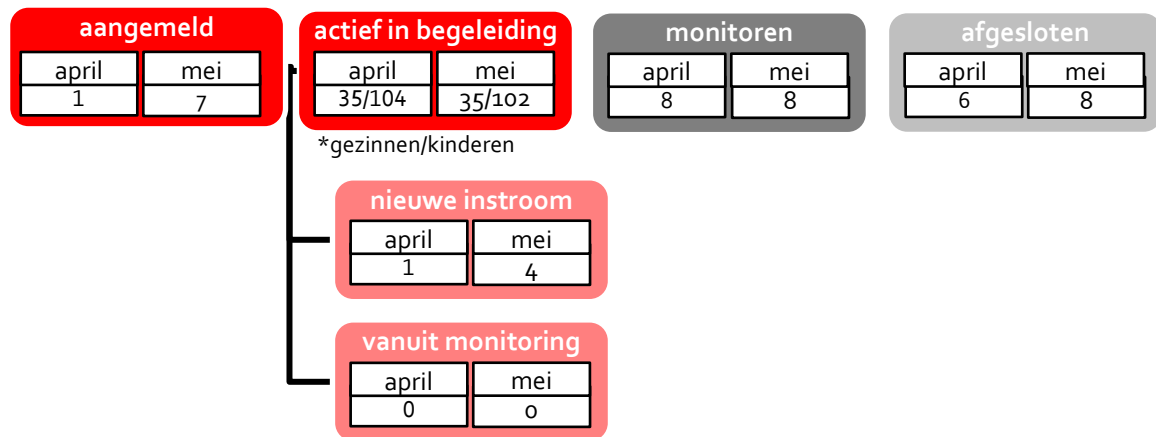 aangemeld
april mei
1 7
actief in begeleiding
april mei
35/104 35/102
*gezinnen/kinderen
monitoren
april mei
8 8
afgesloten
april mei
6 8
nieuwe instroom
april mei
1 4
vanuit monitoring
april mei
0 0